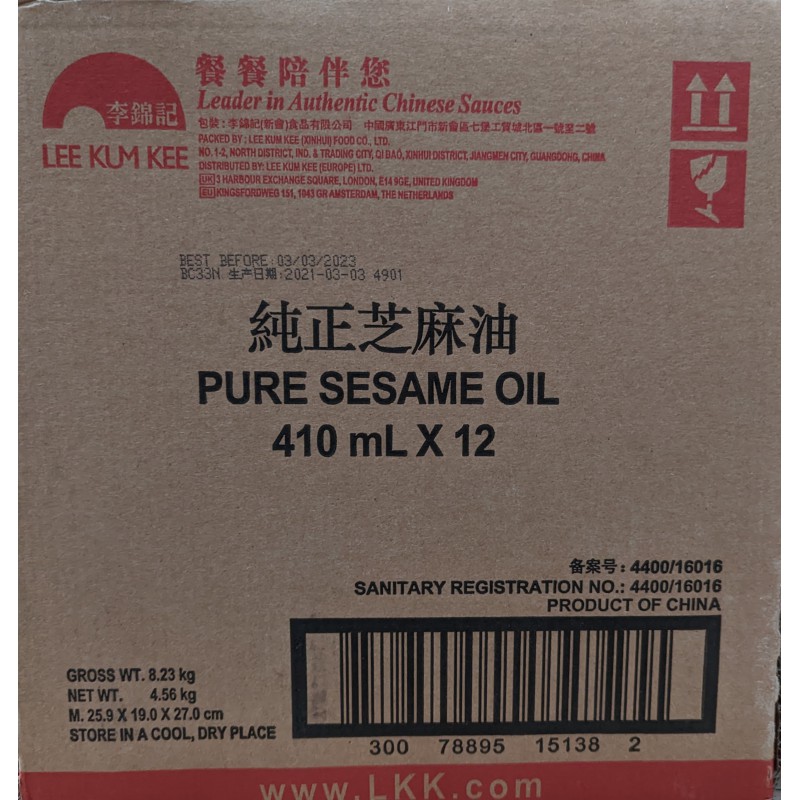 李錦記
LEE KUM KEE
餐餐陪伴您
Leader in Authentic Chinese Sauces
包裝：李錦記(新會)食品有限公司 中國廣東江門市新會區七堡工貿城北區一號至二號
PACKED BY : LEE KUM KEE (XINHUI) FOOD CO., LTD.
NO. 1-2, NORTH DISTRICT, IND. & TRADING CITY, QI BAO, XINHUI DISTRICT, JIANGMEN CITY, GUANGDONG, CHINA
DISTRIBUTED BY: LEE KUM KEE (EUROPE) LTD.
UK 3 HARBOUR EXCHANGE SQUARE, LONDON, E14 9GE, UNITED KINGDOM
EU KINGSFORDWEG 151, 1043 GR AMSTERDAM, THE NETHERLANDS
BEST BEFORE:03/03/2023
BC33N 生产日期:2021-03-03 4901
純正芝麻油
PURE SESAME OIL
410 mL X 12
备案号：4400/16016
SANITARY REGISTRATION NO.: 4400/16016
PRODUCT OF CHINA
GROSS WT. 8.23 kg
NET WT. 4.56 kg
M. 25.9 X 19.0 X 27.0 cm
STORE IN A COOL, DRY PLACE
300 78895 15138 2
www.LKK.com